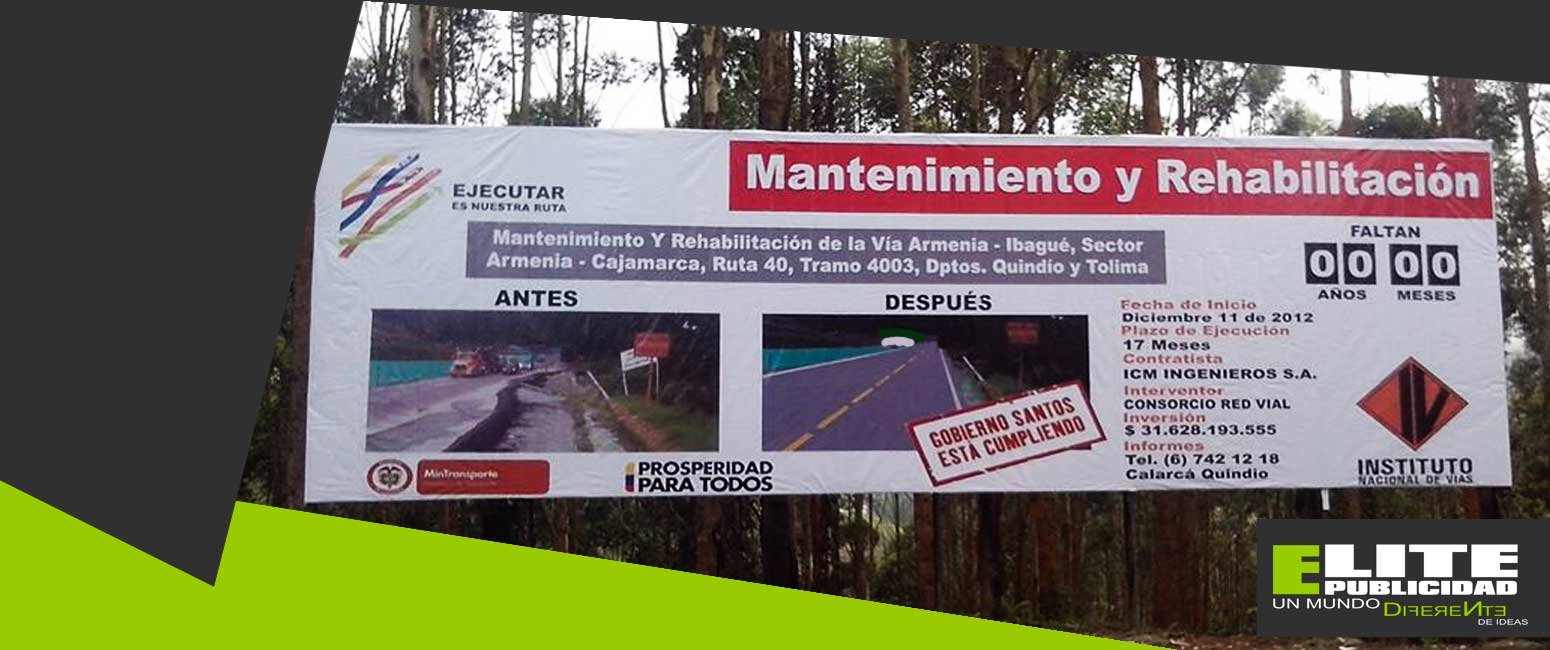 EJECUTAR
ES NUESTRA RUTA
Mantenimiento y Rehabilitación
Mantenimiento Y Rehabilitación de la Vía Armenia - Ibagué, Sector
Armenia - Cajamarca, Ruta 40, Tramo 4003, Dptos. Quindío y Tolima
FALTAN
00 00
AÑOS MESES
ANTES
DESPUÉS
Fecha de Inicio
Diciembre 11 de 2012
Plazo de Ejecución
17 Meses
Contratista
ICM INGENIEROS S.A.
Interventor
CONSORCIO RED VIAL
Inversión
$ 31.628.193.555
Informes
Tel. (6) 742 12 18
Calarcá Quindío
GOBIERNO SANTOS
ESTÁ CUMPLIENDO
MinTransporte
PROSPERIDAD
PARA TODOS
INSTITUTO
NACIONAL DE VIAS
ELITE
PUBLICIDAD
UN MUNDO DIFERENTE
DE IDEAS